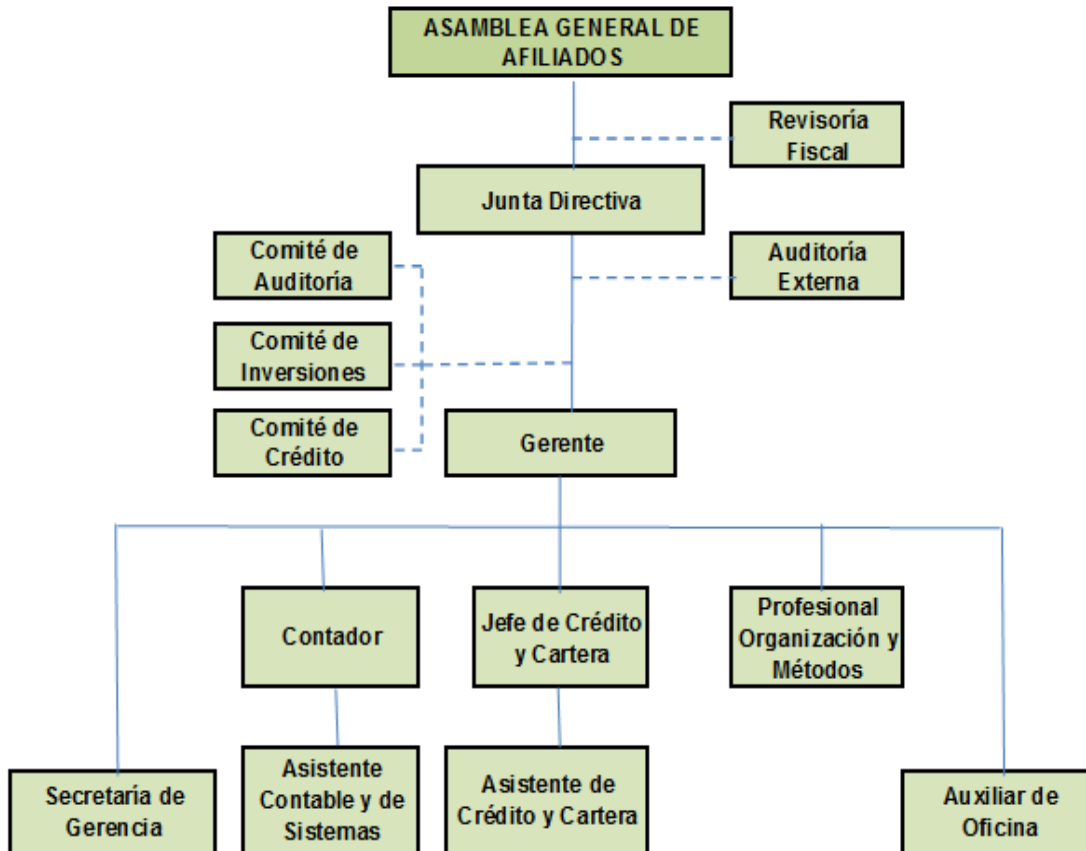 ASAMBLEA GENERAL DE
AFILIADOS
Revisoría
Fiscal
Junta Directiva
Comité de
Auditoría
Auditoría
Externa
Comité de
Inversiones
Comité de
Crédito
Gerente
Contador
Jefe de Crédito
y Cartera
Profesional
Organización y
Métodos
Secretaría de
Gerencia
Asistente
Contable y de
Sistemas
Asistente de
Crédito y Cartera
Auxiliar de
Oficina